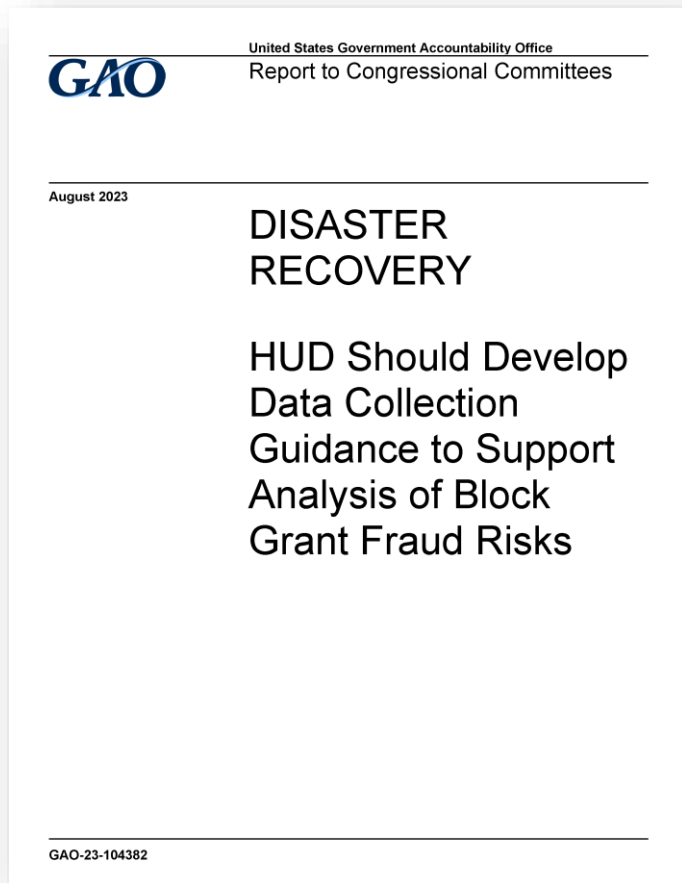 United States Government Accountability Office
GAO
Report to Congressional Committees
August 2023
DISASTER
RECOVERY
HUD Should Develop
Data Collection
Guidance to Support
Analysis of Block
Grant Fraud Risks
GAO-23-104382